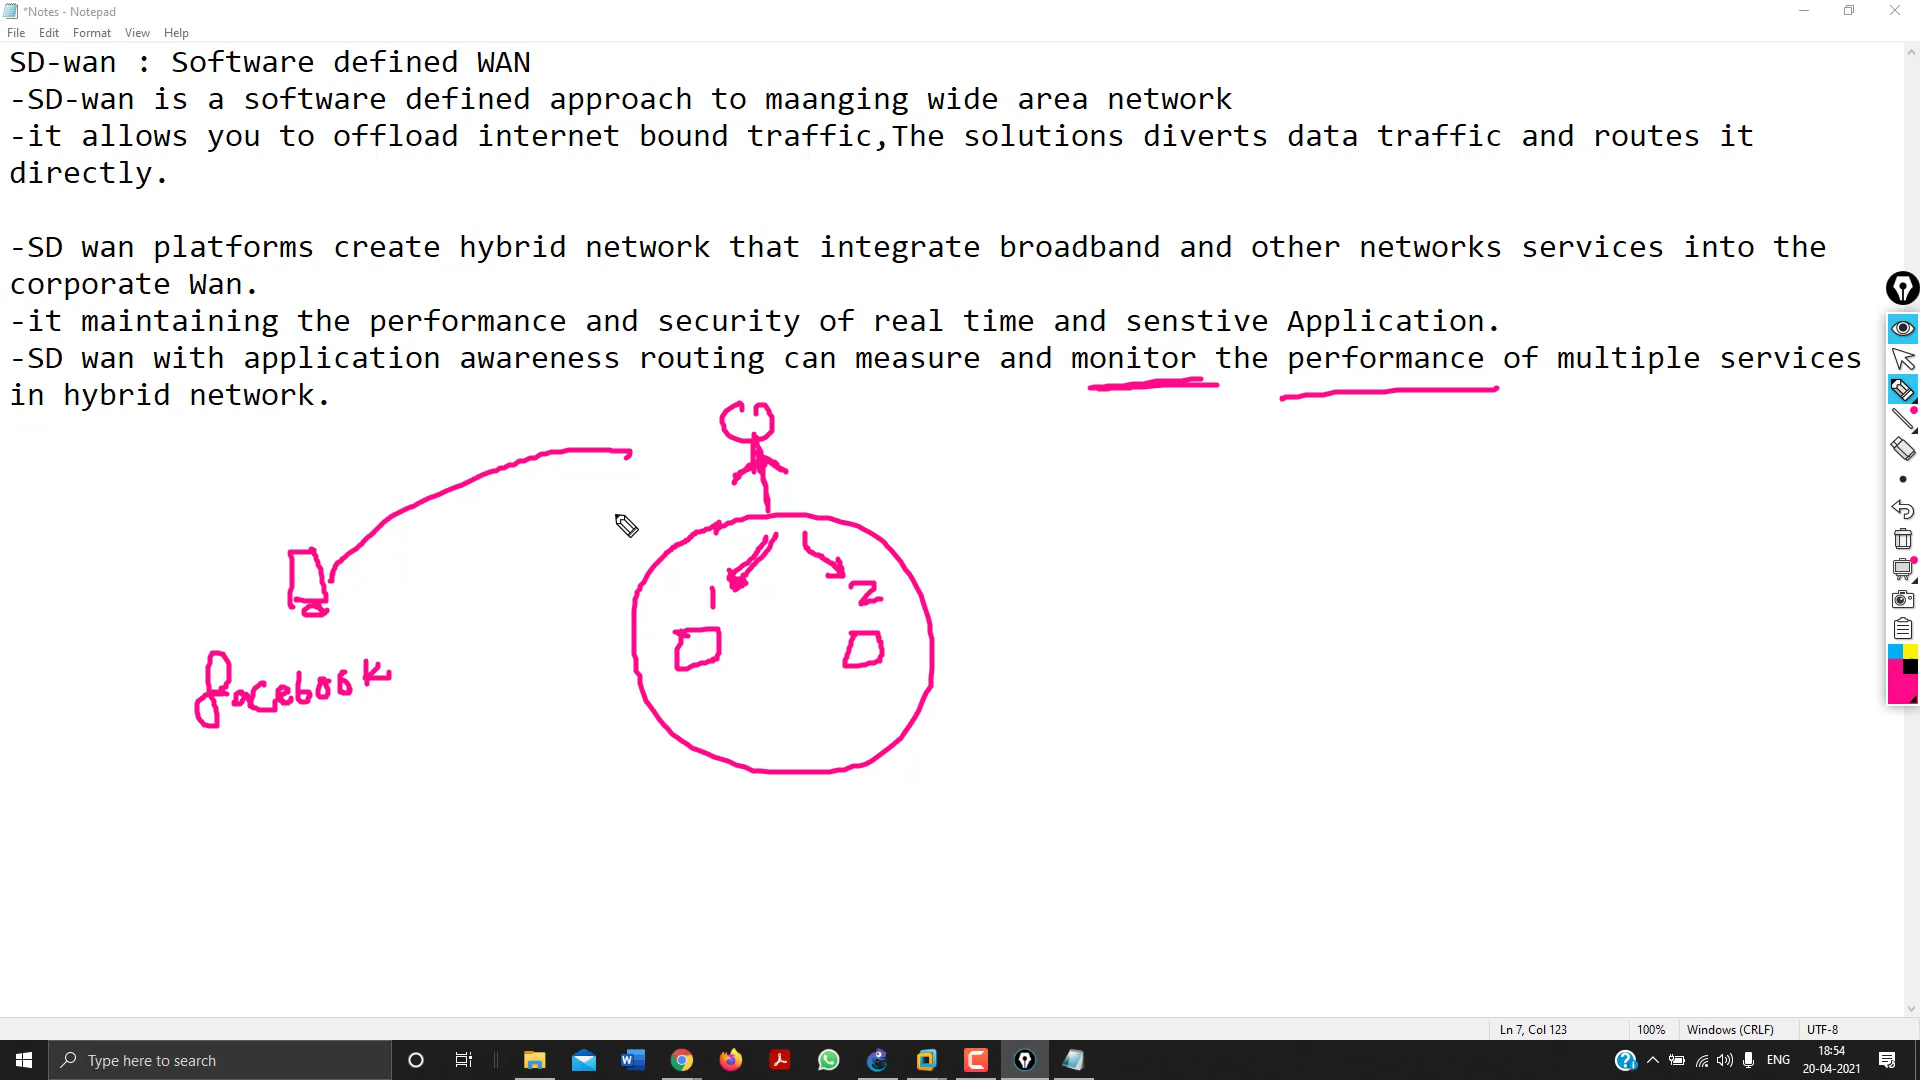 *Notes - Notepad
File Edit Format View Help
SD-wan : Software defined WAN
-SD-wan is a software defined approach to maanging wide area network
-it allows you to offload internet bound traffic,The solutions diverts data traffic and routes it
directly.
-SD wan platforms create hybrid network that integrate broadband and other networks services into the
corporate Wan.
-it maintaining the performance and security of real time and senstive Application.
-SD wan with application awareness routing can measure and monitor the performance of multiple services
in hybrid network.
1 2
facebook
Ln 7, Col 123 100% Windows (CRLF) UTF-8
Type here to search
ENG
18:54
20-04-2021